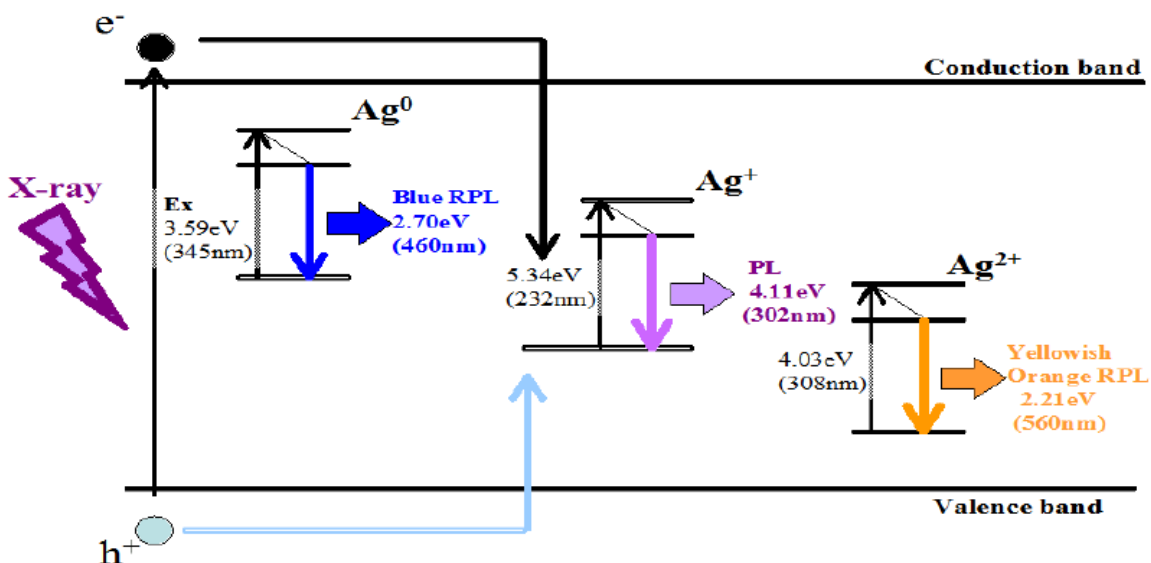 e-
Conduction band
Ag0
X-ray
Ex
3.59eV
(345nm)
Blue RPL
2.70eV
(460nm)
Ag+
5.34eV
(232nm)
PL
4.11eV
(302nm)
Ag2+
4.03eV
(308nm)
Yellowish
Orange RPL
2.21eV
(560nm)
Valence band
h+